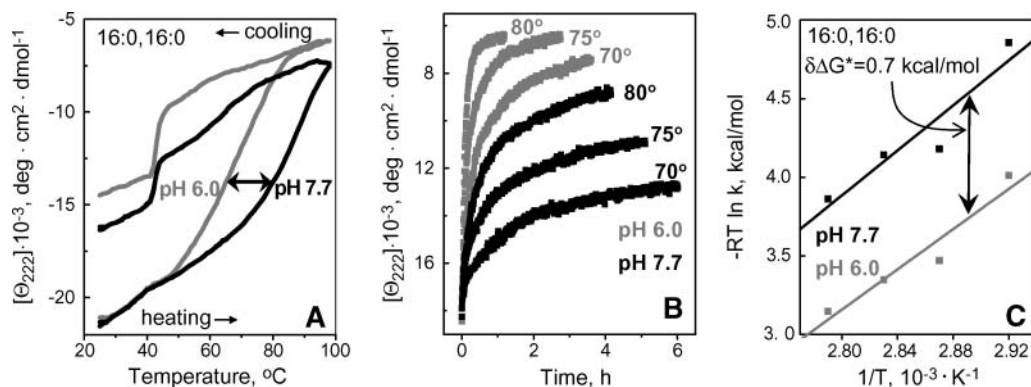 [Θ222]·10-3, deg · cm2 · dmol-1
-5
-10
-15
-20
16:0,16:0
← cooling
pH 6.0
pH 7.7
heating →
A
20 40 60 80 100
Temperature, oC
[Θ222]·10-3, deg · cm2 · dmol-1
6
8
12
16
B
80o
75o
70o
80o
75o
70o
pH 6.0
pH 7.7
B
0 2 4 6
Time, h
-RT ln k, kcal/mol
5.0
4.5
4.0
3.5
3.0
16:0,16:0
δΔG*=0.7 kcal/mol
pH 7.7
pH 6.0
C
2.80 2.84 2.88 2.92
1/T, 10-3 · K-1